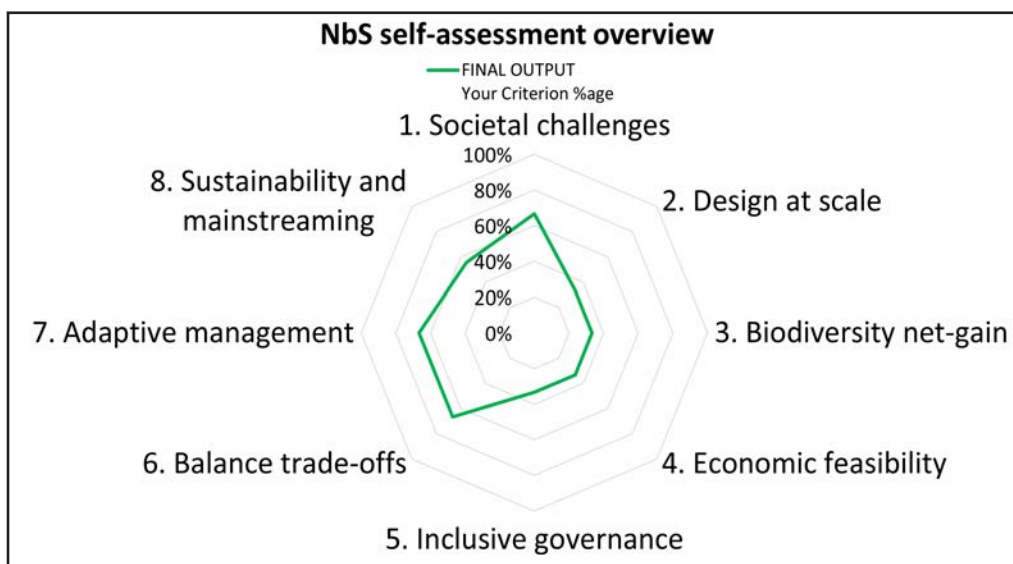 NbS self-assessment overview
FINAL OUTPUT
Your Criterion %age
1. Societal challenges
100%
80%
60%
40%
20%
0%
2. Design at scale
3. Biodiversity net-gain
4. Economic feasibility
5. Inclusive governance
6. Balance trade-offs
7. Adaptive management
8. Sustainability and
mainstreaming